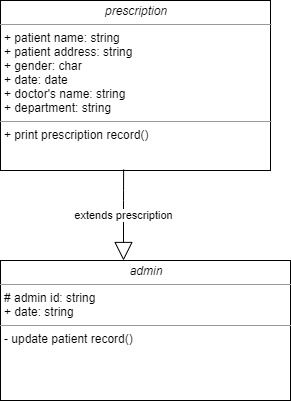 prescription
+ patient name: string
+ patient address: string
+ gender: char
+ date: date
+ doctor's name: string
+ department: string
+ print prescription record()
extends prescription
admin
# admin id: string
+ date: string
- update patient record()